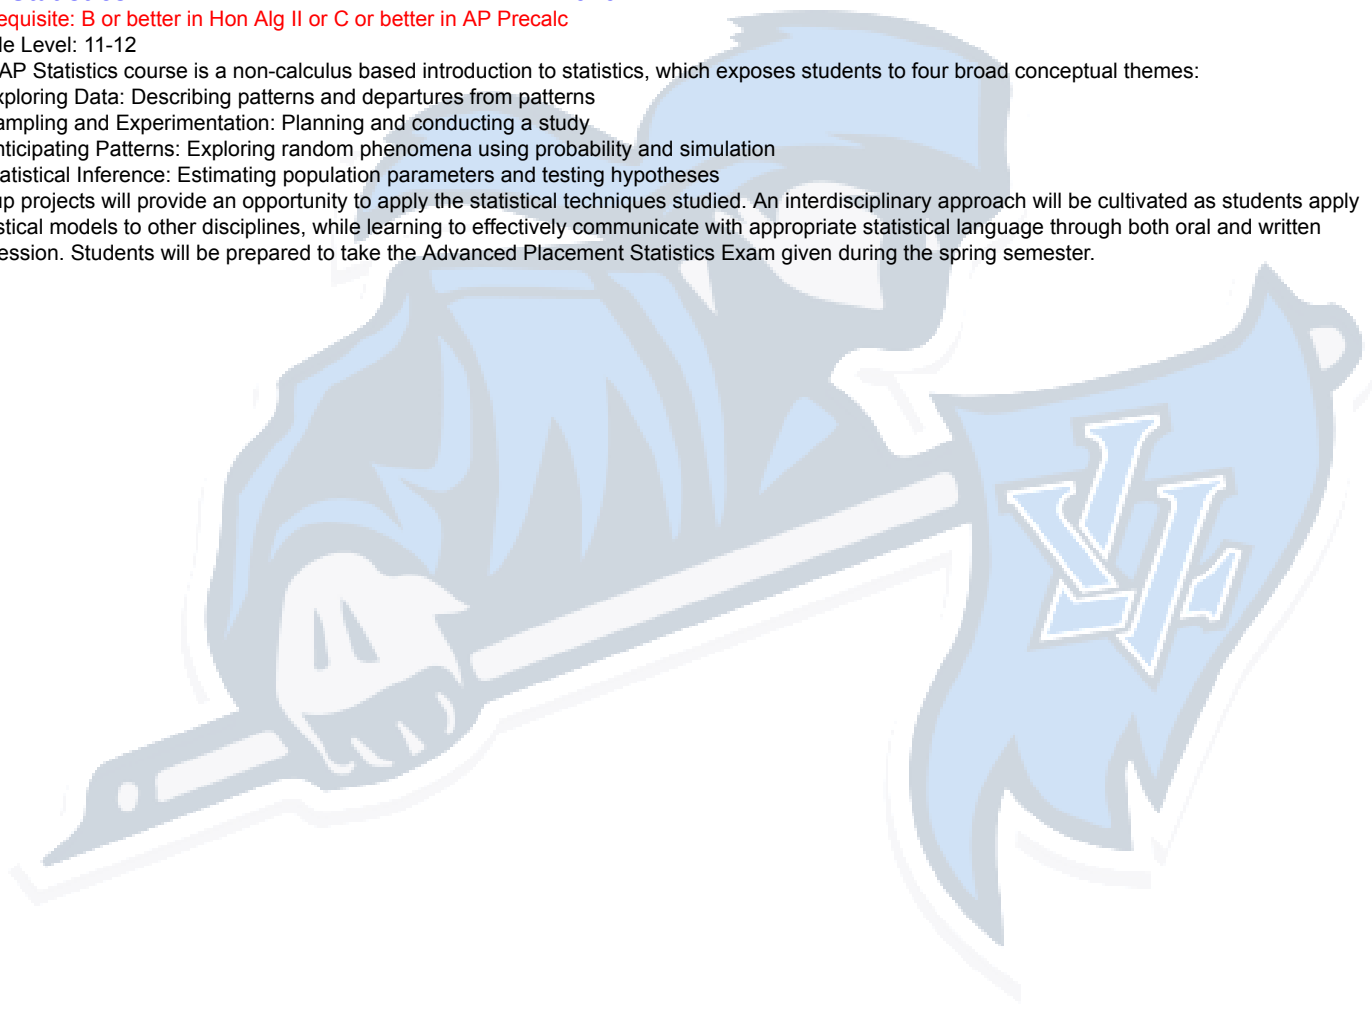 equisite: B or better in Hon Alg II or C or better in AP Precalc
de Level: 11-12
AP Statistics course is a non-calculus based introduction to statistics, which exposes students to four broad conceptual themes:
xploring Data: Describing patterns and departures from patterns
ampling and Experimentation: Planning and conducting a study
nticipating Patterns: Exploring random phenomena using probability and simulation
tatistical Inference: Estimating population parameters and testing hypotheses
up projects will provide an opportunity to apply the statistical techniques studied. An interdisciplinary approach will be cultivated as students apply
istical models to other disciplines, while learning to effectively communicate with appropriate statistical language through both oral and written
ression. Students will be prepared to take the Advanced Placement Statistics Exam given during the spring semester.
VL